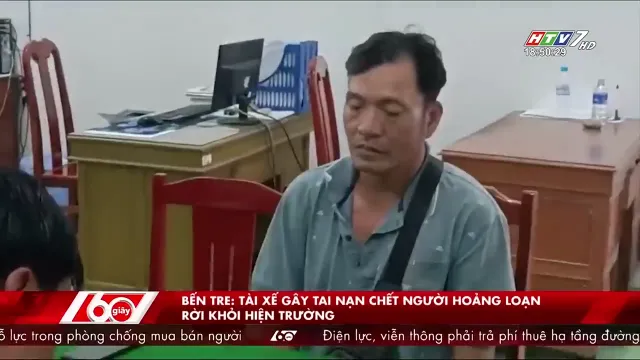 HTV7 HD
18:50:29
60 giây
BẾN TRE: TÀI XẾ GÂY TAI NẠN CHẾT NGƯỜI HOẢNG LOẠN
RỜI KHỎI HIỆN TRƯỜNG
lực trong phòng chống mua bán người Điện lực, viễn thông phải trả phí thuê hạ tầng đường